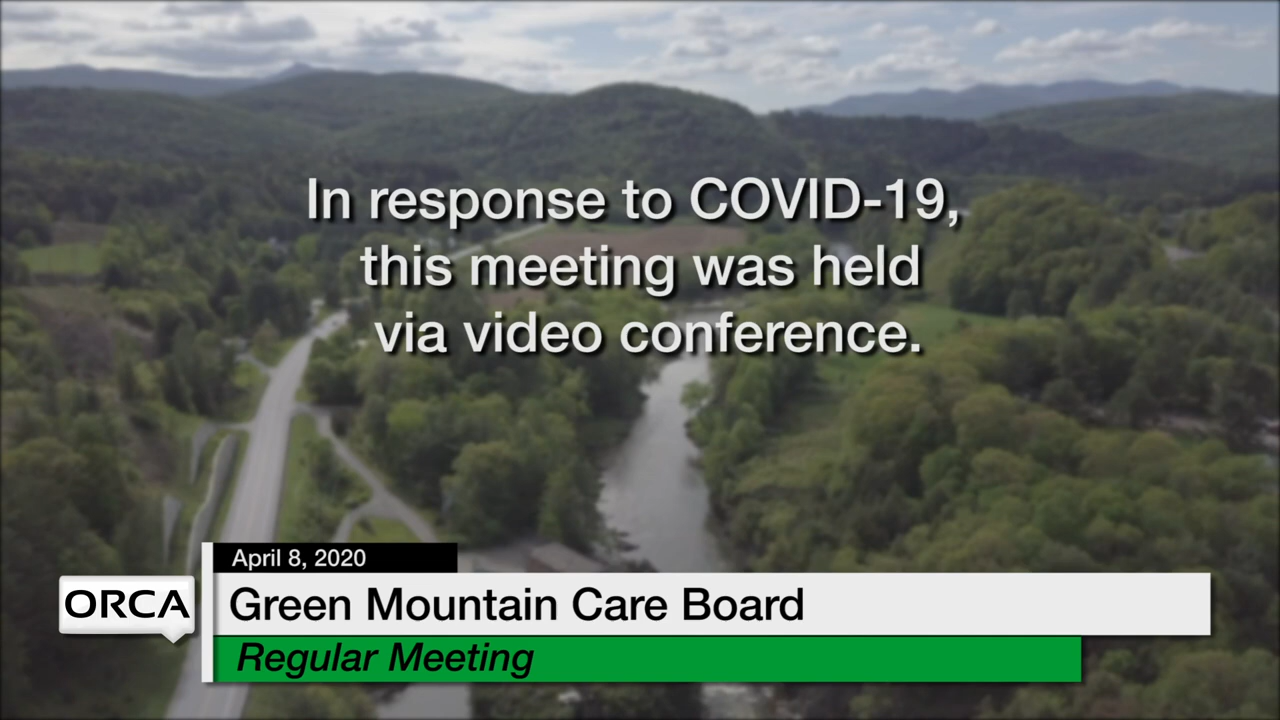 In response to COVID-19,
this meeting was held
via video conference.
April 8, 2020
ORCA
Green Mountain Care Board
Regular Meeting